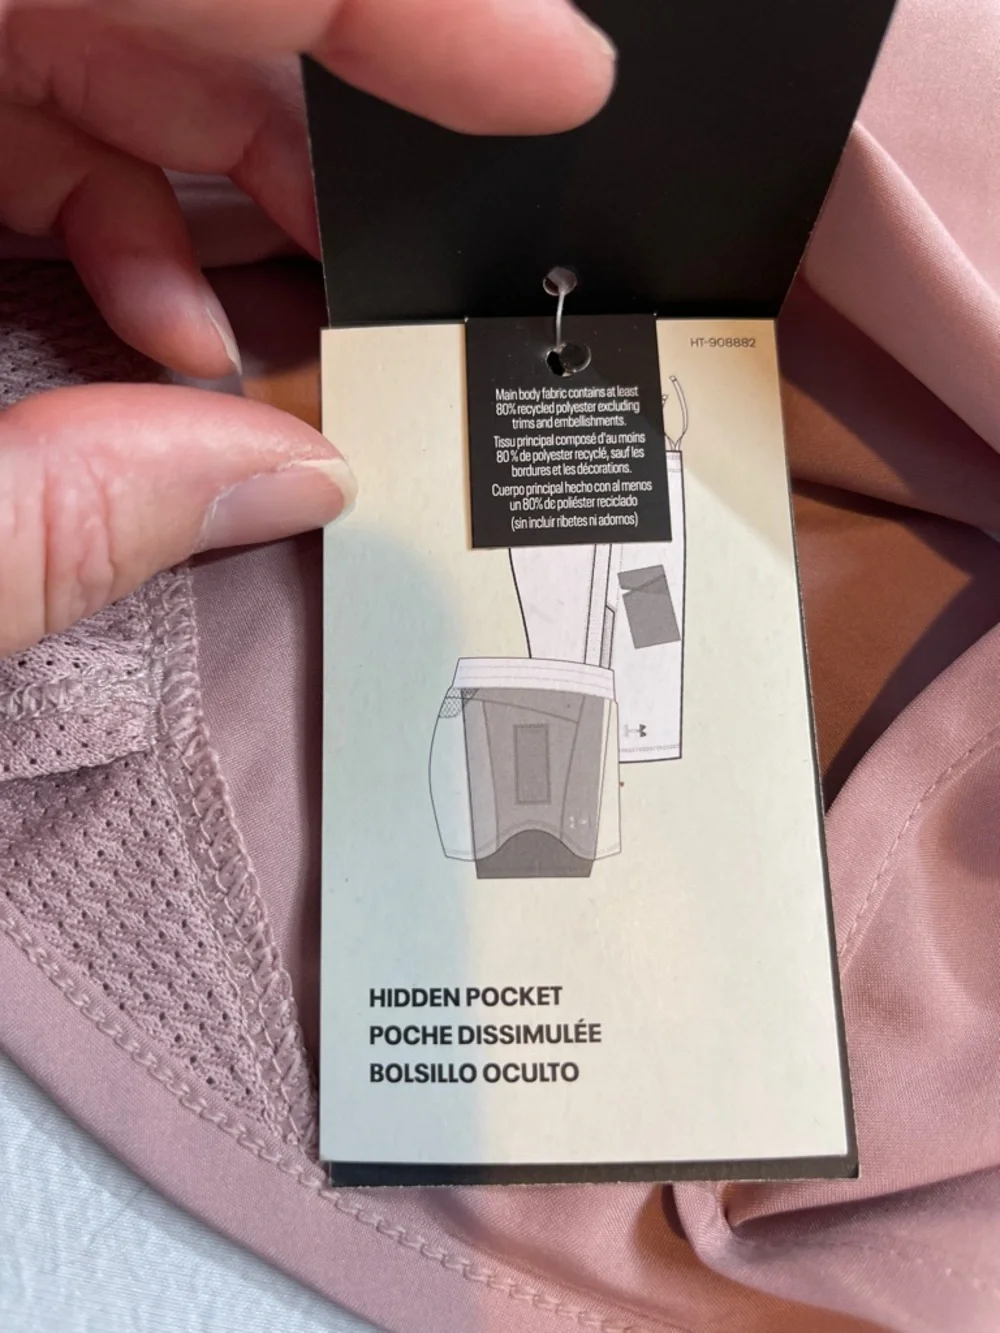 HT-908882
Main body fabric contains at least
80% recycled polyester excluding
trims and embellishments.
Tissu principal composé d'au moins
80 % de polyester recyclé, sauf les
bordures et les décorations.
Cuerpo principal hecho con al menos
un 80% de poliéster reciclado
(sin incluir ribetes ni adornos)
HIDDEN POCKET
POCHE DISSIMULÉE
BOLSILLO OCULTO